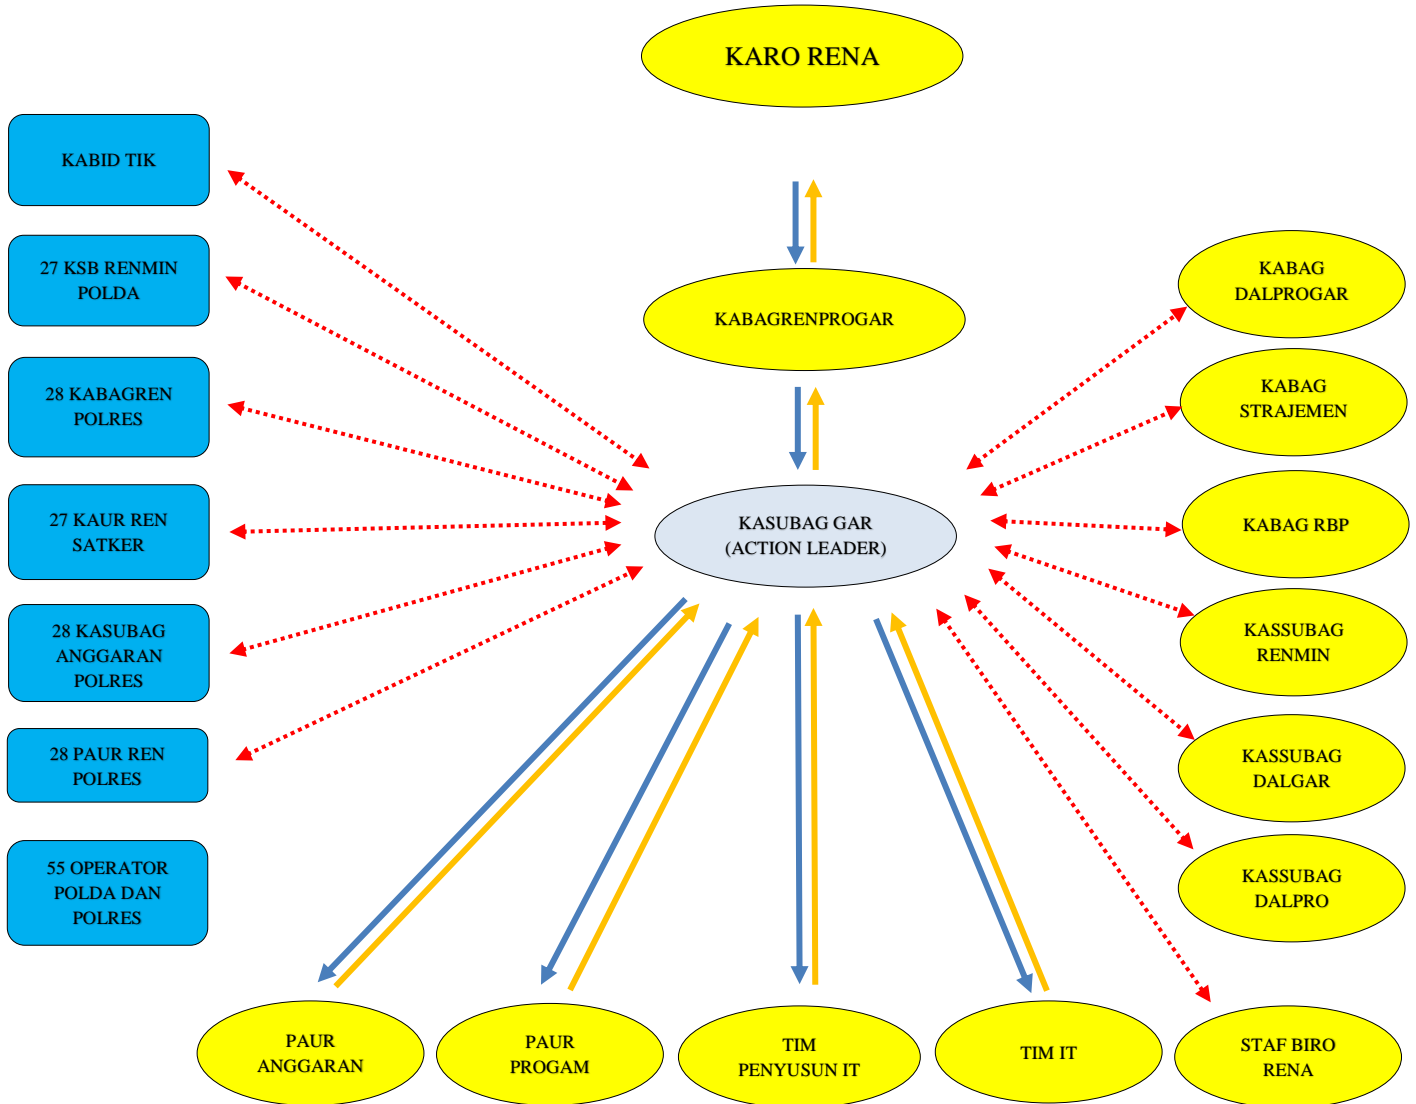 KARO RENA
KABID TIK
27 KSB RENMIN
POLDA
28 KABAGREN
POLRES
27 KAUR REN
SATKER
28 KASUBAG
ANGGARAN
POLRES
28 PAUR REN
POLRES
55 OPERATOR
POLDA DAN
POLRES
KABAGRENPROGAR
KASUBAG GAR
(ACTION LEADER)
KABAG
DALPROGAR
KABAG
STRAJEMEN
KABAG RBP
KASSUBAG
RENMIN
KASSUBAG
DALGAR
KASSUBAG
DALPRO
PAUR
ANGGARAN
PAUR
PROGAM
TIM
PENYUSUN IT
TIM IT
STAF BIRO
RENA